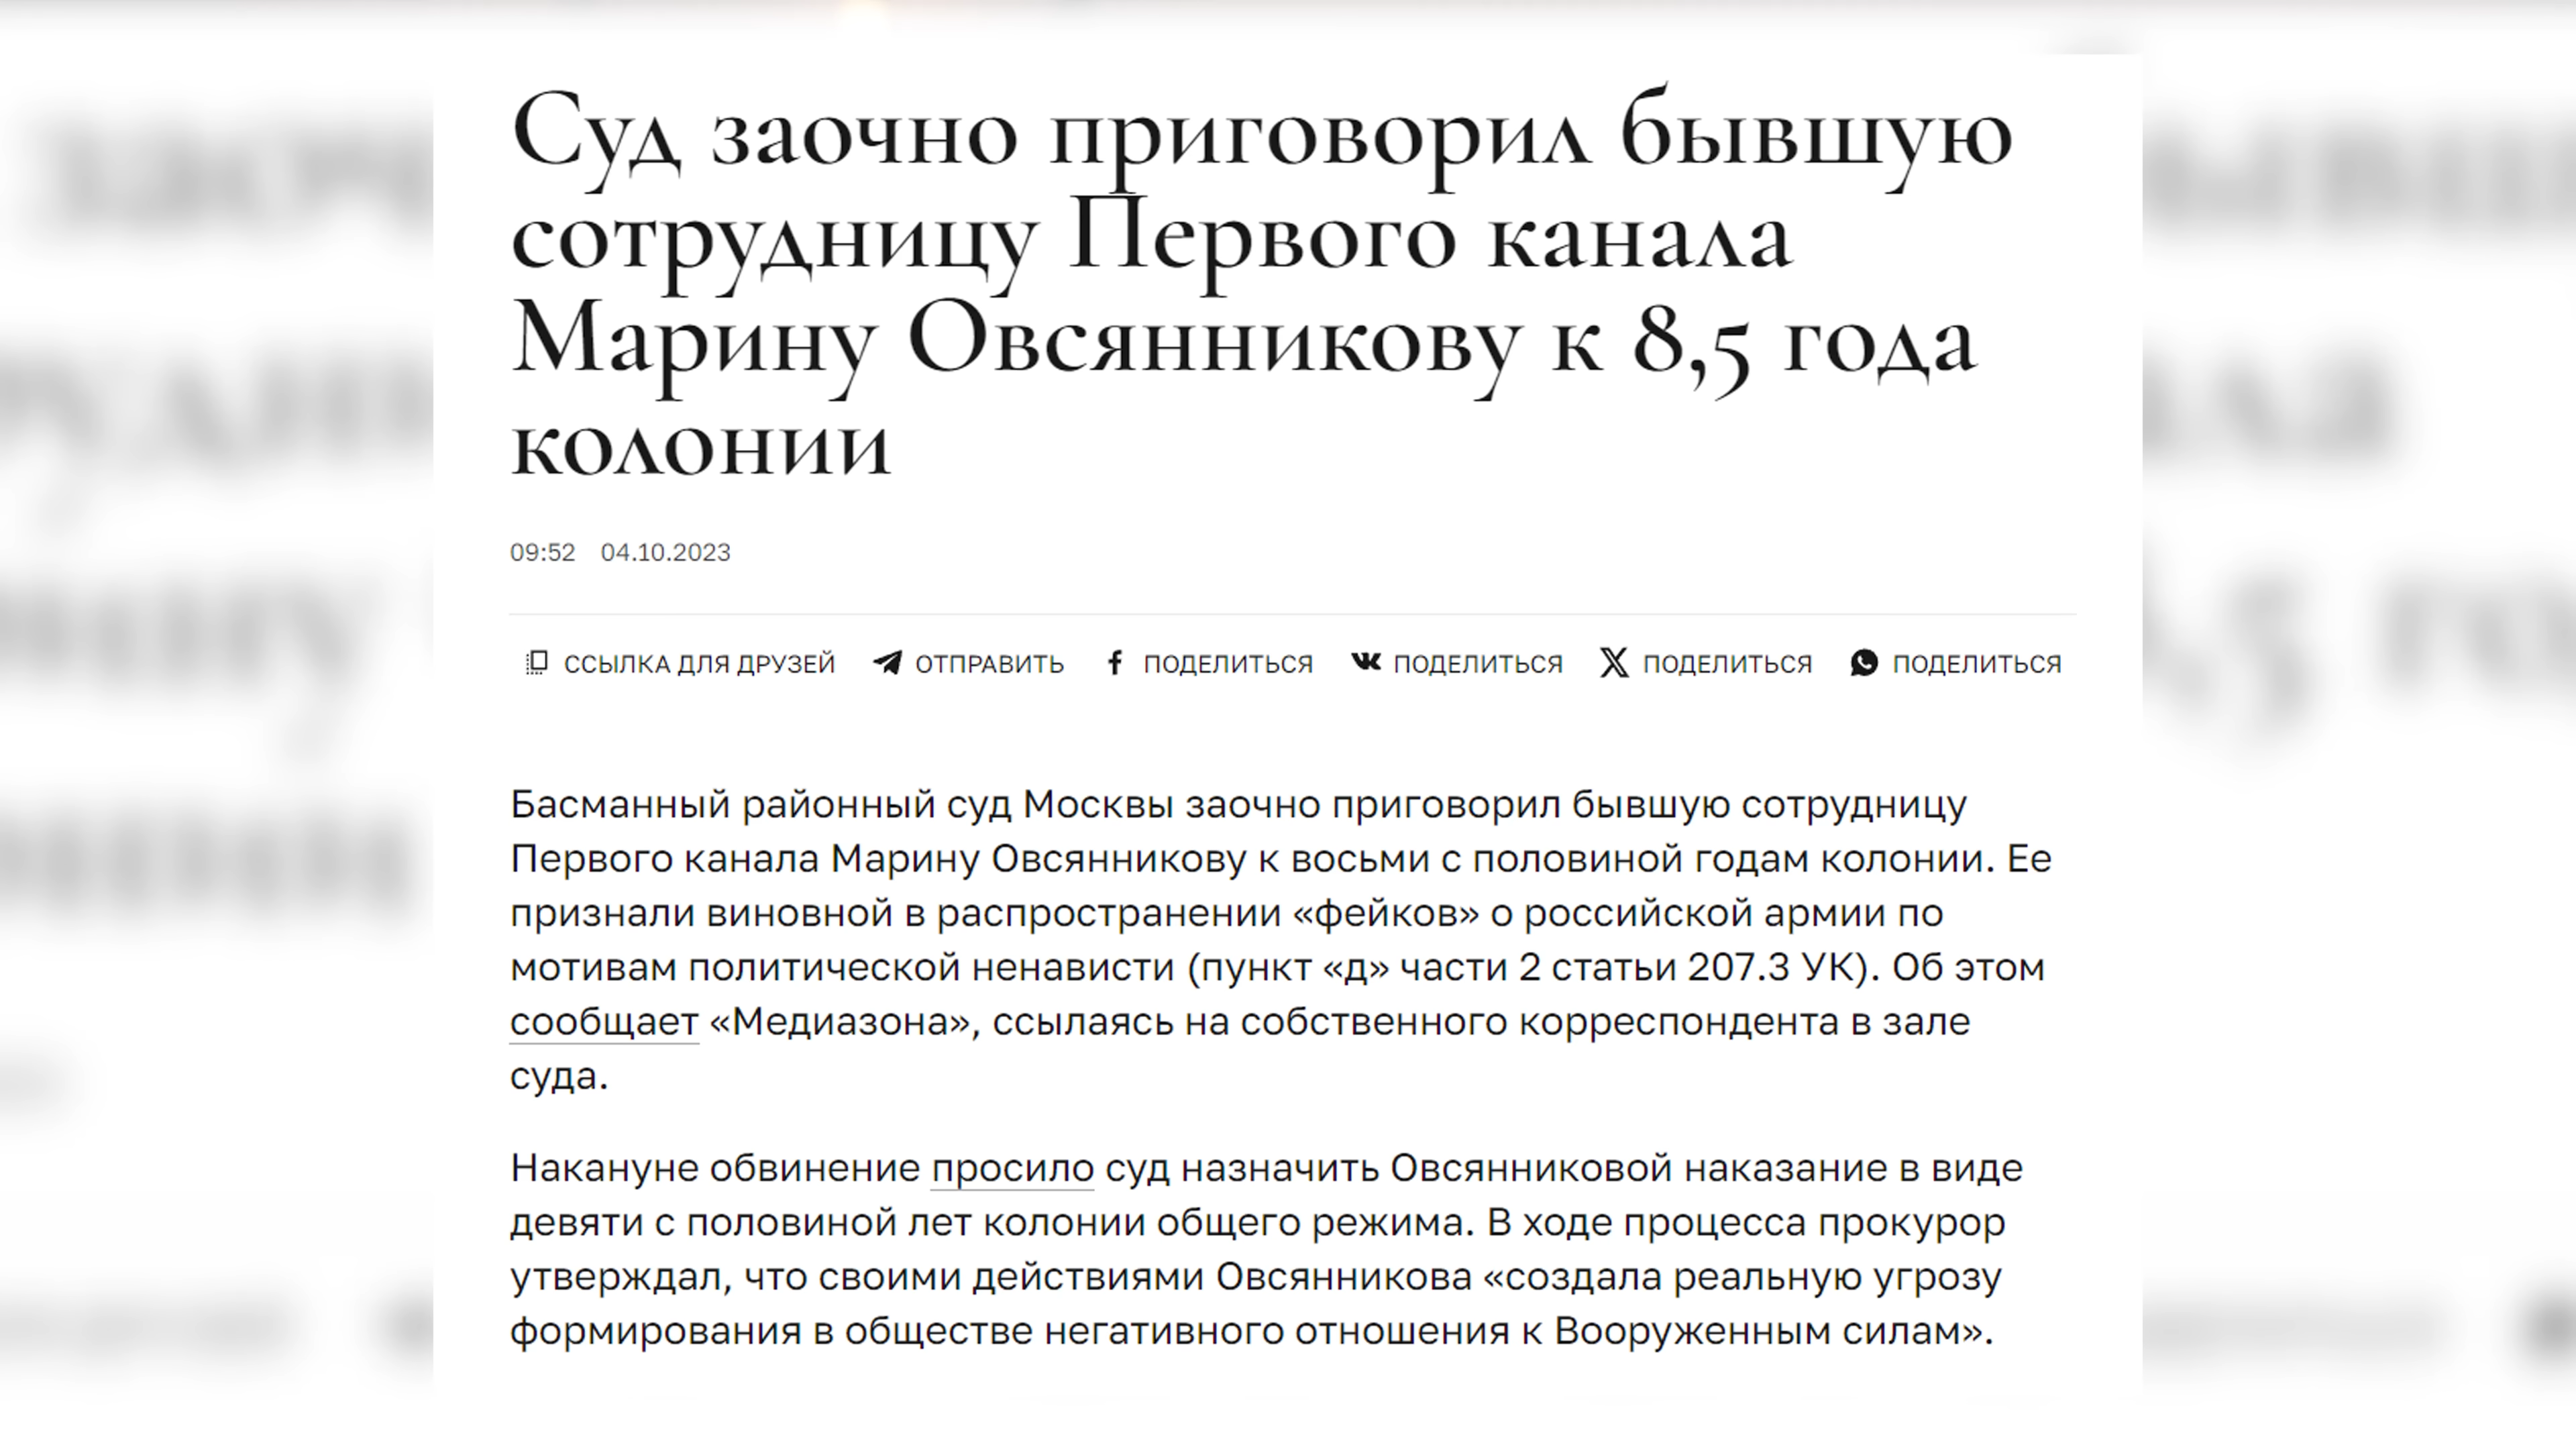 Суд заочно приговорил бывшую
сотрудницу Первого канала
Марину Овсянникову к 8,5 года
колонии
09:52 04.10.2023
ССЫЛКА ДЛЯ ДРУЗЕЙ ОТПРАВИТЬ ПОДЕЛИТЬСЯ ПОДЕЛИТЬСЯ ПОДЕЛИТЬСЯ ПОДЕЛИТЬСЯ
Басманный районный суд Москвы заочно приговорил бывшую сотрудницу
Первого канала Марину Овсянникову к восьми с половиной годам колонии. Ее
признали виновной в распространении «фейков» о российской армии по
мотивам политической ненависти (пункт «д» части 2 статьи 207.3 УК). Об этом
сообщает «Медиазона», ссылаясь на собственного корреспондента в зале
суда.
Накануне обвинение просило суд назначить Овсянниковой наказание в виде
девяти с половиной лет колонии общего режима. В ходе процесса прокурор
утверждал, что своими действиями Овсянникова «создала реальную угрозу
формирования в обществе негативного отношения к Вооруженным силам».